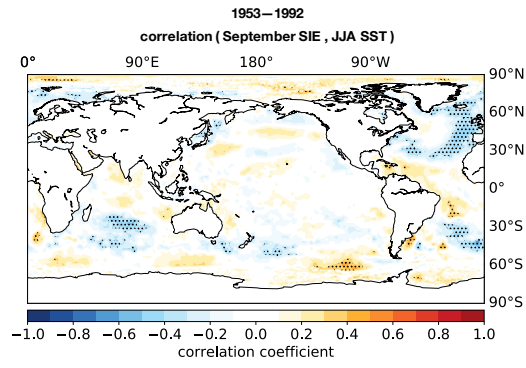 1953—1992
correlation ( September SIE , JJA SST )
0° 90°E 180° 90°W
90°N
60°N
30°N
0°
30°S
60°S
90°S
−1.0 −0.8 −0.6 −0.4 −0.2 0.0 0.2 0.4 0.6 0.8 1.0
correlation coefficient